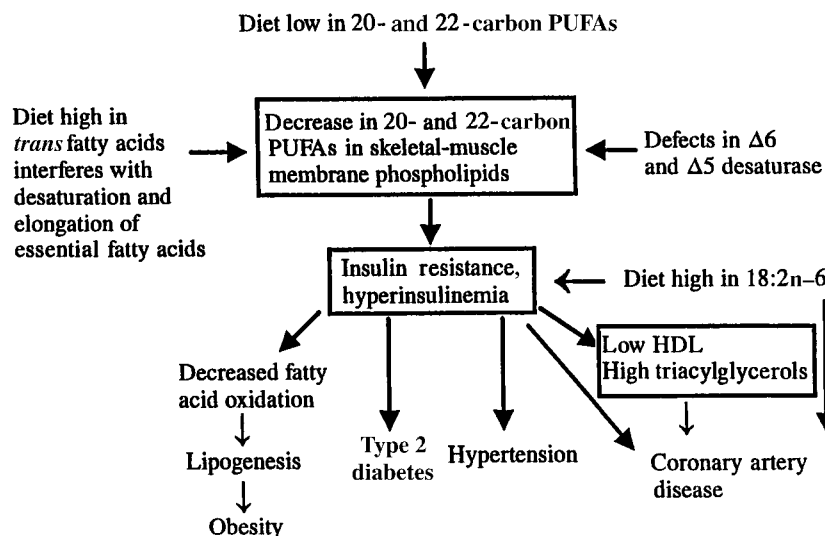 Diet low in 20- and 22-carbon PUFAs
Diet high in
trans fatty acids
interferes with
desaturation and
elongation of
essential fatty acids
Decrease in 20- and 22-carbon
PUFAs in skeletal-muscle
membrane phospholipids
Defects in Δ6
and Δ5 desaturase
Insulin resistance,
hyperinsulinemia
Diet high in 18:2n–6
Low HDL
High triacylglycerols
Decreased fatty
acid oxidation
Lipogenesis
Obesity
Type 2
diabetes
Hypertension
Coronary artery
disease